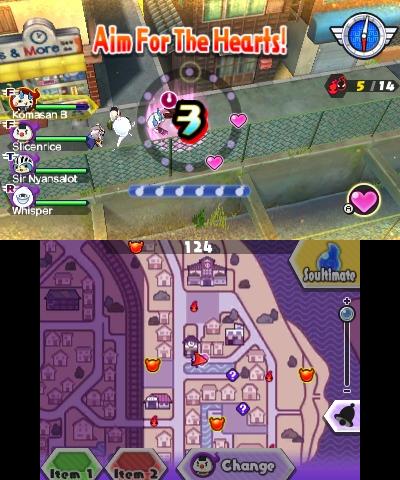 s & More
Aim For The Hearts!
F
Komasan B
F
Slicenrice
F
Sir Nyansalot
R
Whisper
3
5/14
A
124
Soultimate
+
?
?
-
Item 1
Item 2
Change